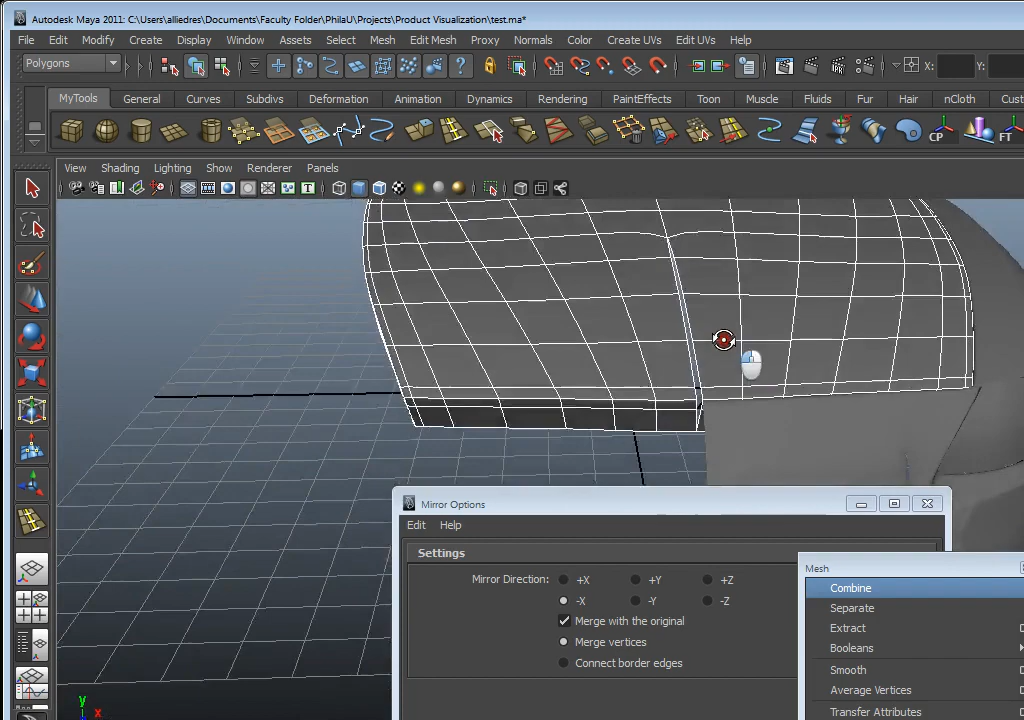 Autodesk Maya 2011: C:\Users\alliedres\Documents\Faculty Folder\PhilaU\Projects\Product Visualization\test.ma*
File Edit Modify Create Display Window Assets Select Mesh Edit Mesh Proxy Normals Color Create UVs Edit UVs Help
Polygons X: Y:
MyTools General Curves Subdivs Deformation Animation Dynamics Rendering PaintEffects Toon Muscle Fluids Fur Hair nCloth Cust
CP FT
View Shading Lighting Show Renderer Panels
T
Mirror Options
Edit Help
Settings
Mirror Direction: +X +Y +Z
-X -Y -Z
Merge with the original
Merge vertices
Connect border edges
Mesh
Combine
Separate
Extract
Booleans
Smooth
Average Vertices
Transfer Attributes
y
x